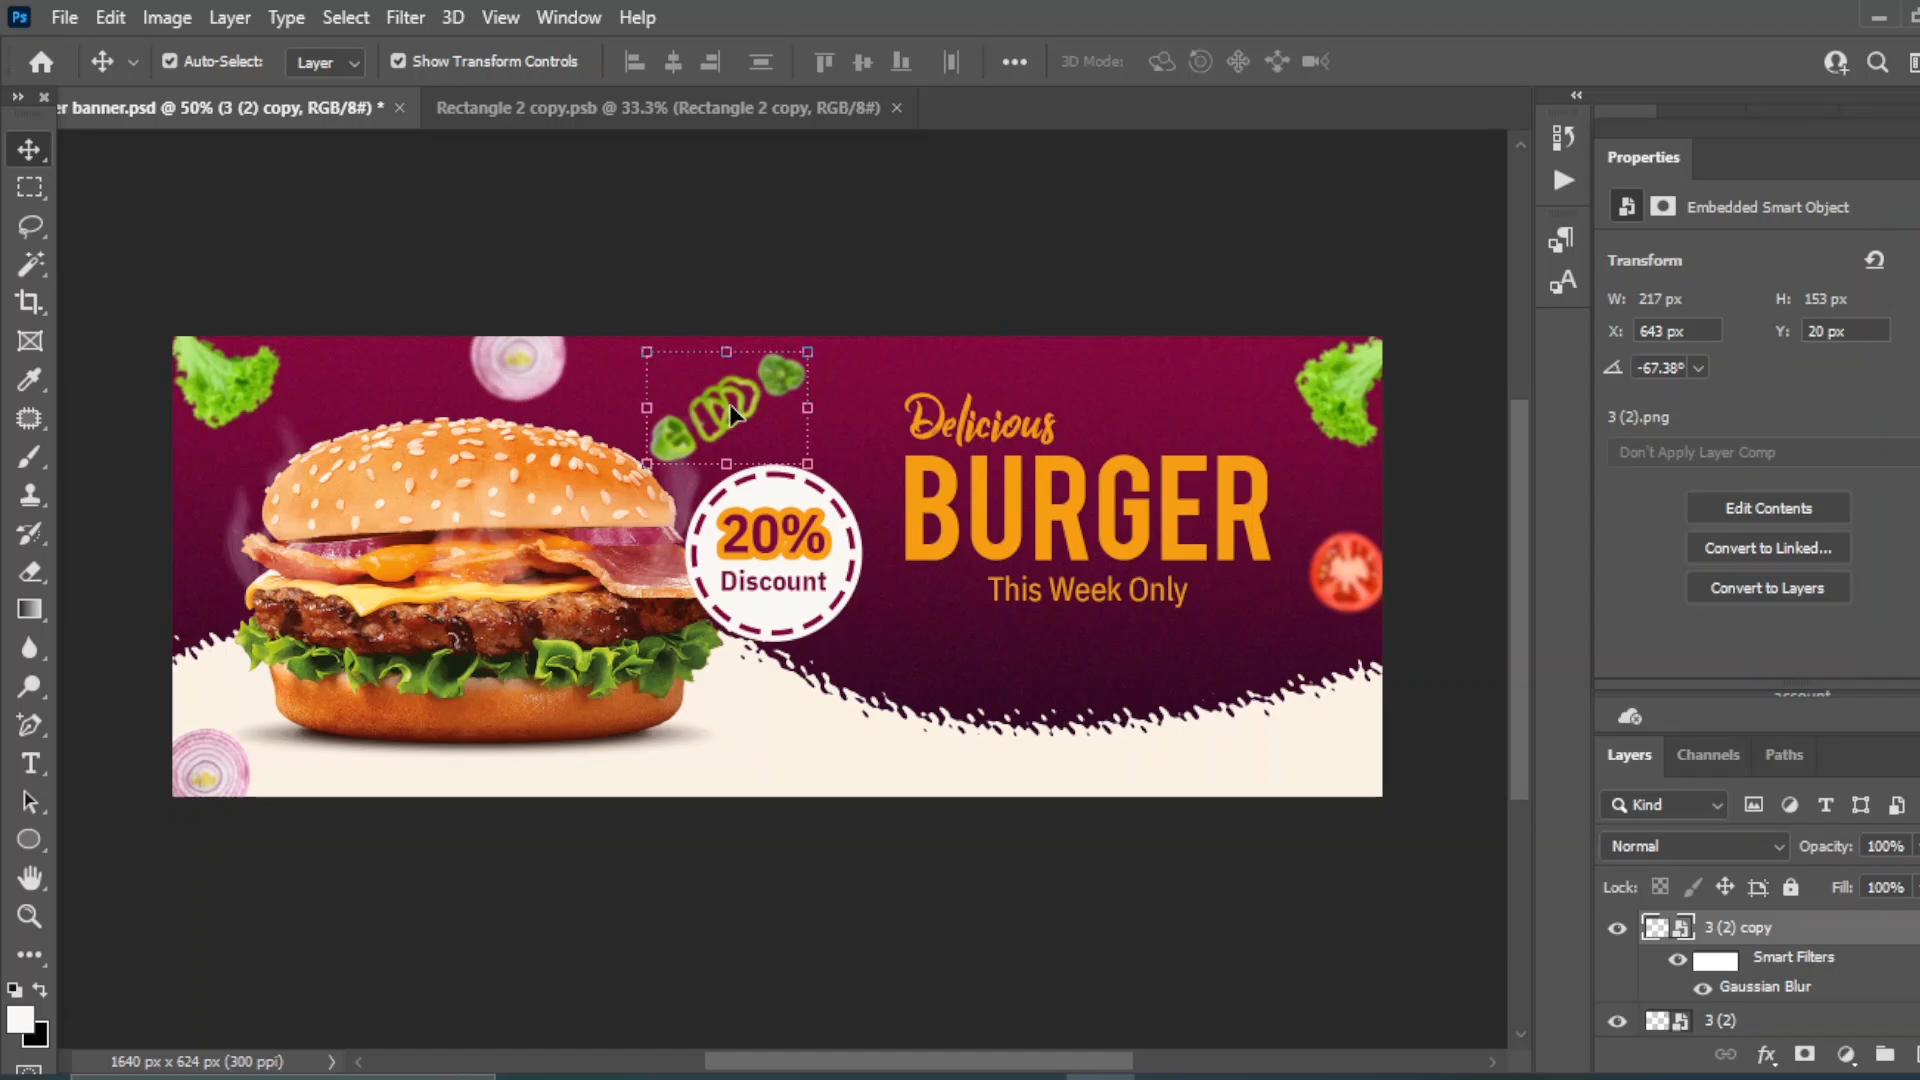 Ps File Edit Image Layer Type Select Filter 3D View Window Help
Auto-Select: Layer Show Transform Controls 3D Mode:
er banner.psd @ 50% (3 (2) copy, RGB/8#) * Rectangle 2 copy.psb @ 33.3% (Rectangle 2 copy, RGB/8#)
Properties
Embedded Smart Object
Transform
W: 217 px H: 153 px
X: 643 px Y: 20 px
-67.38°
3 (2).png
Don't Apply Layer Comp
Edit Contents
Convert to Linked...
Convert to Layers
Delicious
BURGER
This Week Only
20%
Discount
account
Layers Channels Paths
Kind
Normal Opacity: 100%
Lock: Fill: 100%
3 (2) copy
Smart Filters
Gaussian Blur
3 (2)
fx
1640 px x 624 px (300 ppi)